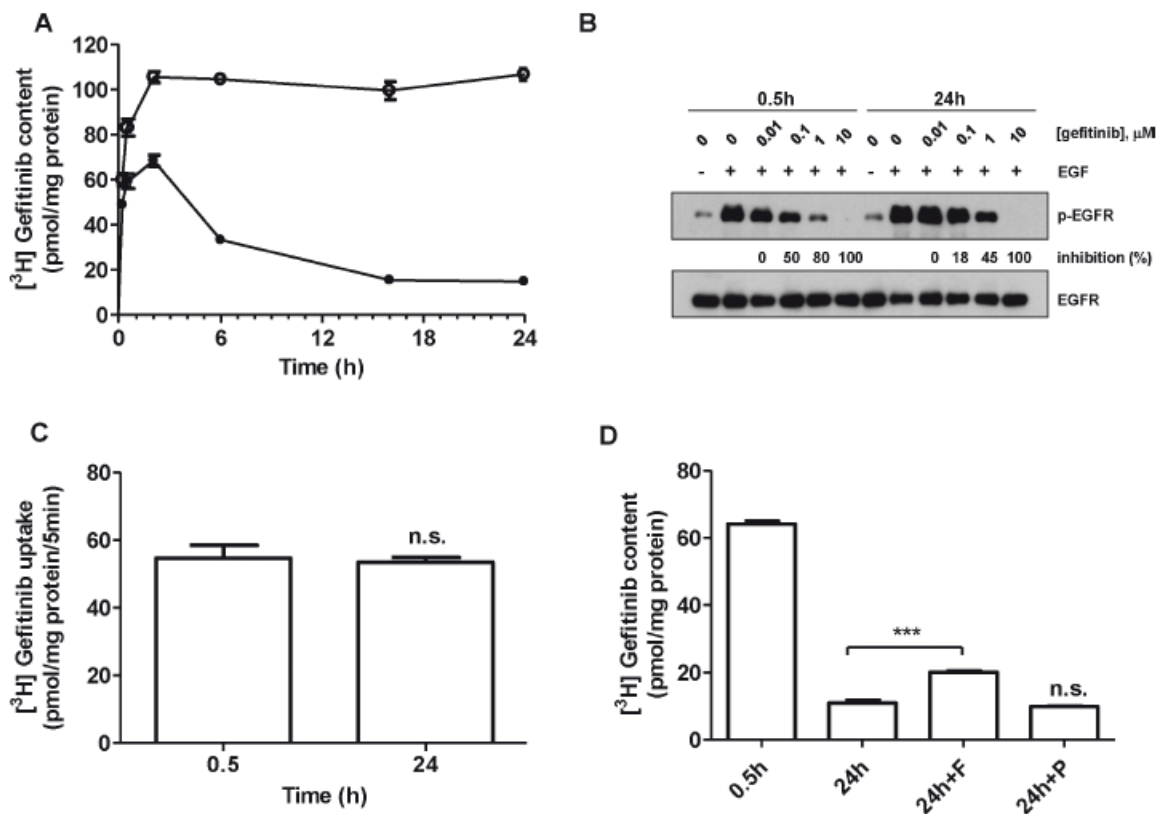 A
[³H] Gefitinib content
(pmol/mg protein)
120
100
80
60
40
20
0
0 6 12 18 24
Time (h)
B
0.5h 24h
0 0 0.01 0.1 1 10 0 0 0.01 0.1 1 10 [gefitinib], μM
- + + + + + - + + + + + EGF
p-EGFR
0 50 80 100 0 18 45 100 inhibition (%)
EGFR
C
[³H] Gefitinib uptake
(pmol/mg protein/5min)
80
60
40
20
0
n.s.
0.5 24
Time (h)
D
[³H] Gefitinib content
(pmol/mg protein)
80
60
40
20
0
***
n.s.
0.5h 24h 24h+F 24h+P